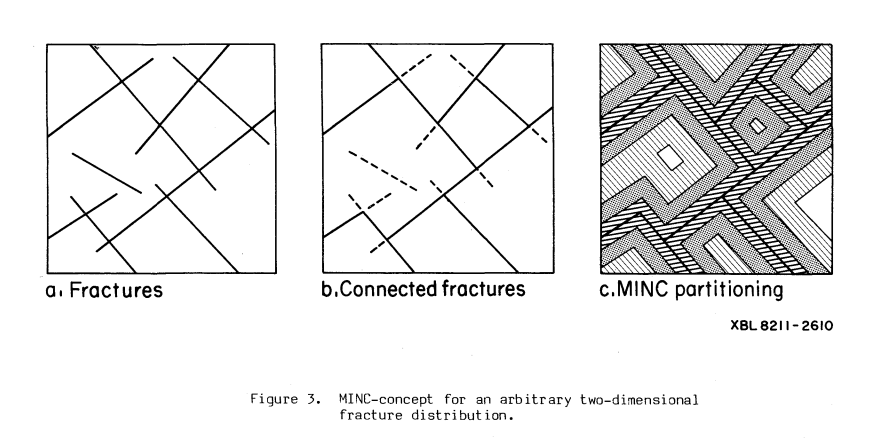 a. Fractures
b. Connected fractures
c. MINC partitioning
XBL 8211-2610
Figure 3. MINC-concept for an arbitrary two-dimensional
fracture distribution.